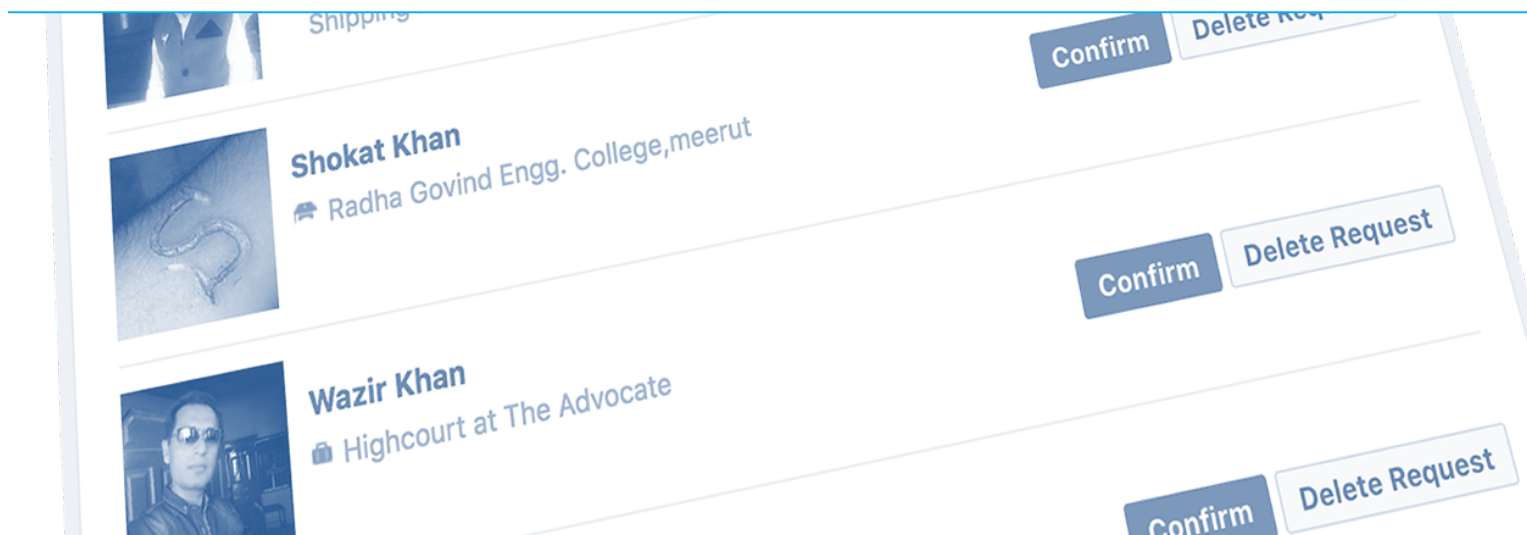 Shipping
Confirm
Delete
Shokat Khan
Radha Govind Engg. College,meerut
Confirm
Delete Request
Wazir Khan
Highcourt at The Advocate
Confirm
Delete Request